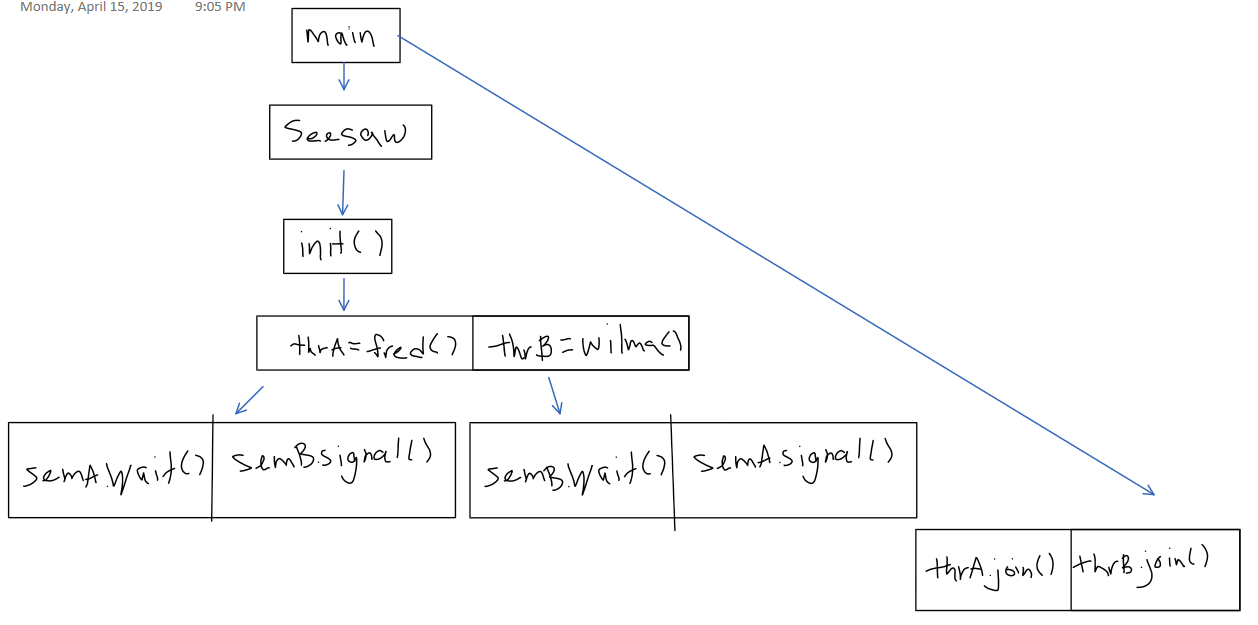 Monday, April 15, 2019 9:05 PM
main
Seesaw
init()
thrA=fred() thrB=wilma()
semA.wait() semB.signal() semB.wait() semA.signal()
thrA.join() thrB.join()